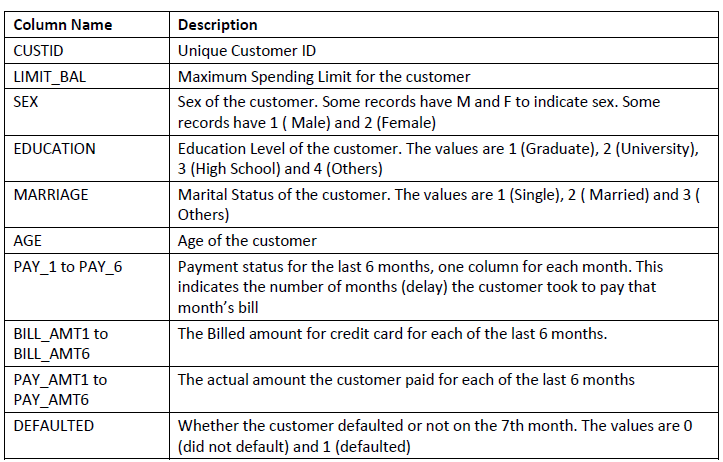 Column Name Description
CUSTID Unique Customer ID
LIMIT_BAL Maximum Spending Limit for the customer
SEX Sex of the customer. Some records have M and F to indicate sex. Some
records have 1 ( Male) and 2 (Female)
EDUCATION Education Level of the customer. The values are 1 (Graduate), 2 (University),
3 (High School) and 4 (Others)
MARRIAGE Marital Status of the customer. The values are 1 (Single), 2 ( Married) and 3 (
Others)
AGE Age of the customer
PAY_1 to PAY_6 Payment status for the last 6 months, one column for each month. This
indicates the number of months (delay) the customer took to pay that
month’s bill
BILL_AMT1 to The Billed amount for credit card for each of the last 6 months.
BILL_AMT6
PAY_AMT1 to The actual amount the customer paid for each of the last 6 months
PAY_AMT6
DEFAULTED Whether the customer defaulted or not on the 7th month. The values are 0
(did not default) and 1 (defaulted)